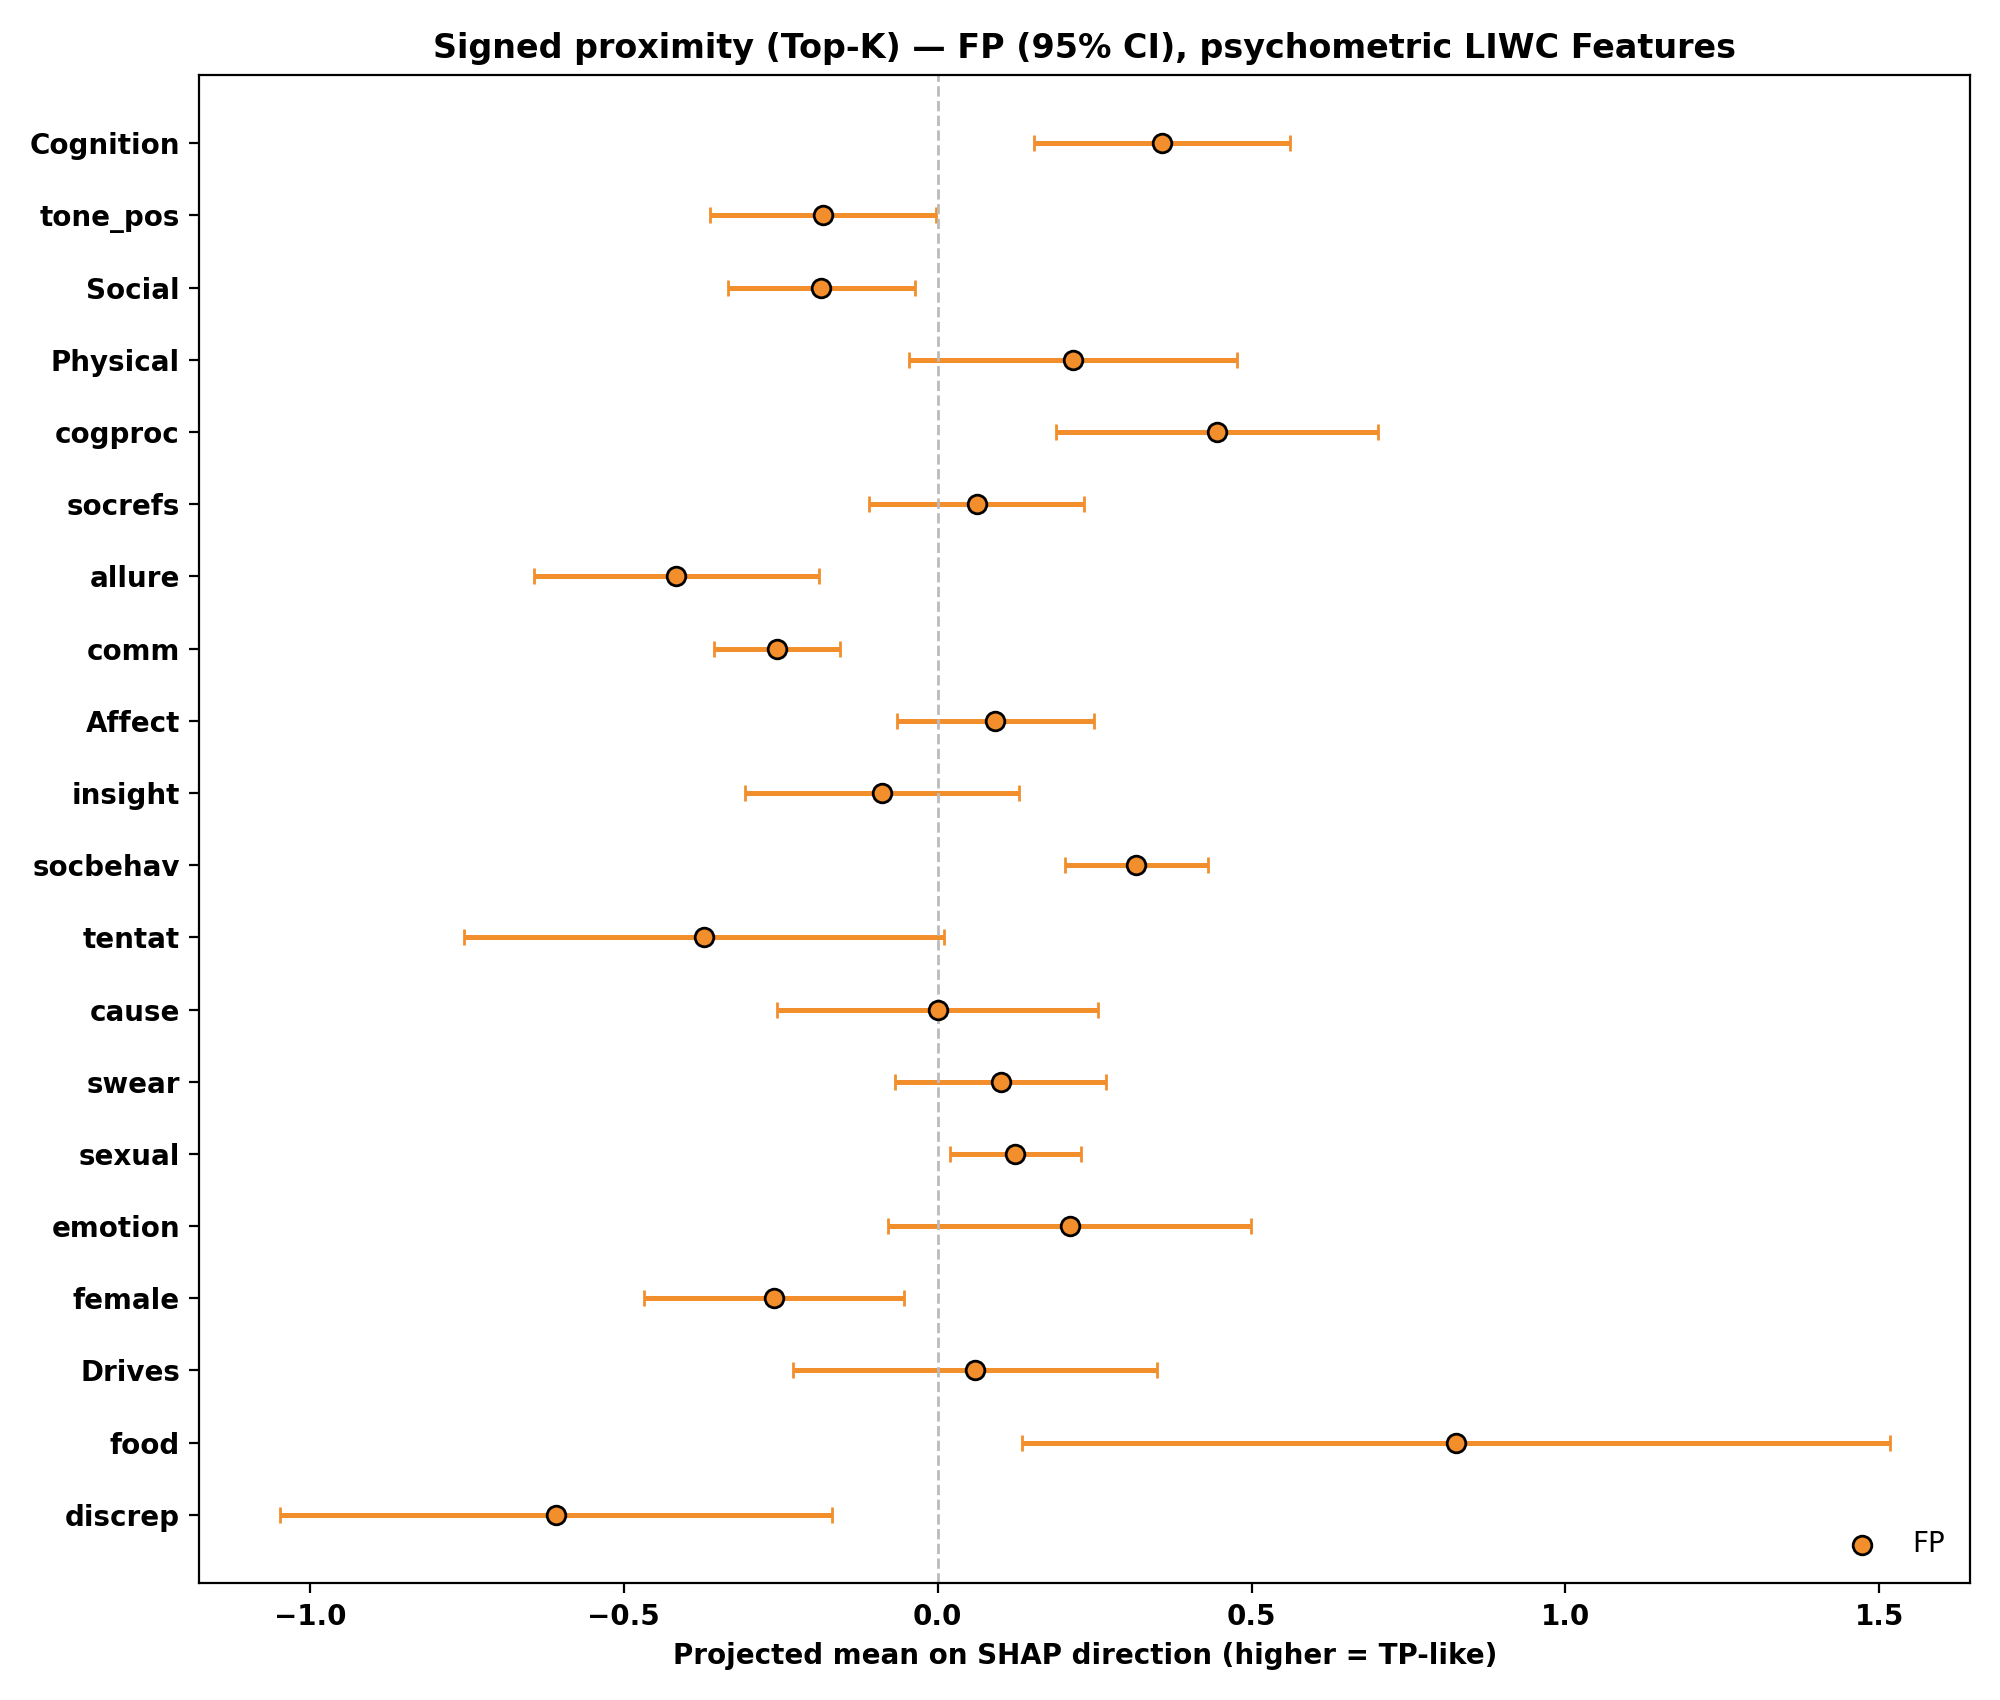 Signed proximity (Top-K) — FP (95% CI), psychometric LIWC Features
Cognition
tone_pos
Social
Physical
cogproc
socrefs
allure
comm
Affect
insight
socbehav
tentat
cause
swear
sexual
emotion
female
Drives
food
discrep
FP
−1.0 −0.5 0.0 0.5 1.0 1.5
Projected mean on SHAP direction (higher = TP-like)